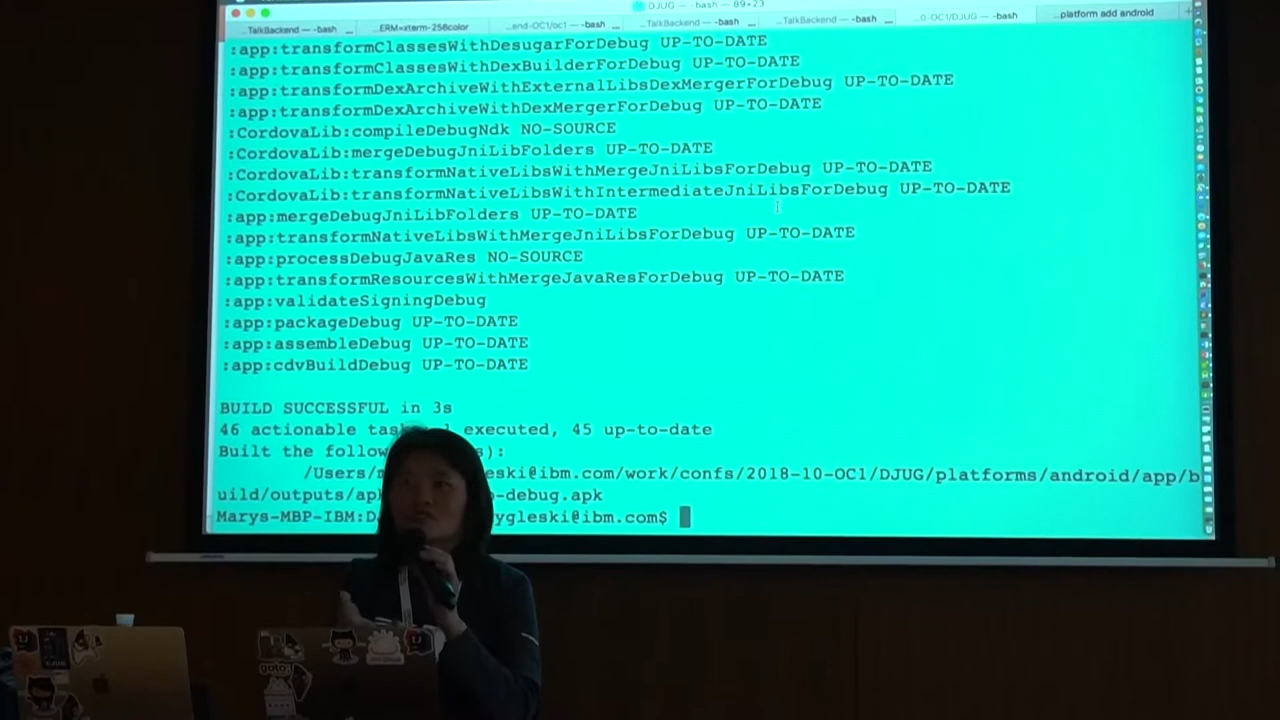 DJUG — -bash — 89×23
...TalkBackend — -bash ...ERM=xterm-256color ...end-OC1/oc1 — -bash ...TalkBackend — -bash ...TalkBackend — -bash ...0-OC1/DJUG — -bash ...platform add android +
:app:transformClassesWithDesugarForDebug UP-TO-DATE
:app:transformClassesWithDexBuilderForDebug UP-TO-DATE
:app:transformDexArchiveWithExternalLibsDexMergerForDebug UP-TO-DATE
:app:transformDexArchiveWithDexMergerForDebug UP-TO-DATE
:CordovaLib:compileDebugNdk NO-SOURCE
:CordovaLib:mergeDebugJniLibFolders UP-TO-DATE
:CordovaLib:transformNativeLibsWithMergeJniLibsForDebug UP-TO-DATE
:CordovaLib:transformNativeLibsWithIntermediateJniLibsForDebug UP-TO-DATE
:app:mergeDebugJniLibFolders UP-TO-DATE
:app:transformNativeLibsWithMergeJniLibsForDebug UP-TO-DATE
:app:processDebugJavaRes NO-SOURCE
:app:transformResourcesWithMergeJavaResForDebug UP-TO-DATE
:app:validateSigningDebug
:app:packageDebug UP-TO-DATE
:app:assembleDebug UP-TO-DATE
:app:cdvBuildDebug UP-TO-DATE
BUILD SUCCESSFUL in 3s
46 actionable executed, 45 up-to-date
Built the s):
/Users/ eski@ibm.com/work/confs/2018-10-OC1/DJUG/platforms/android/app/b
uild/outputs/ -debug.apk
Marys-MBP-IBM: ygleski@ibm.com$
DJUG
goto;